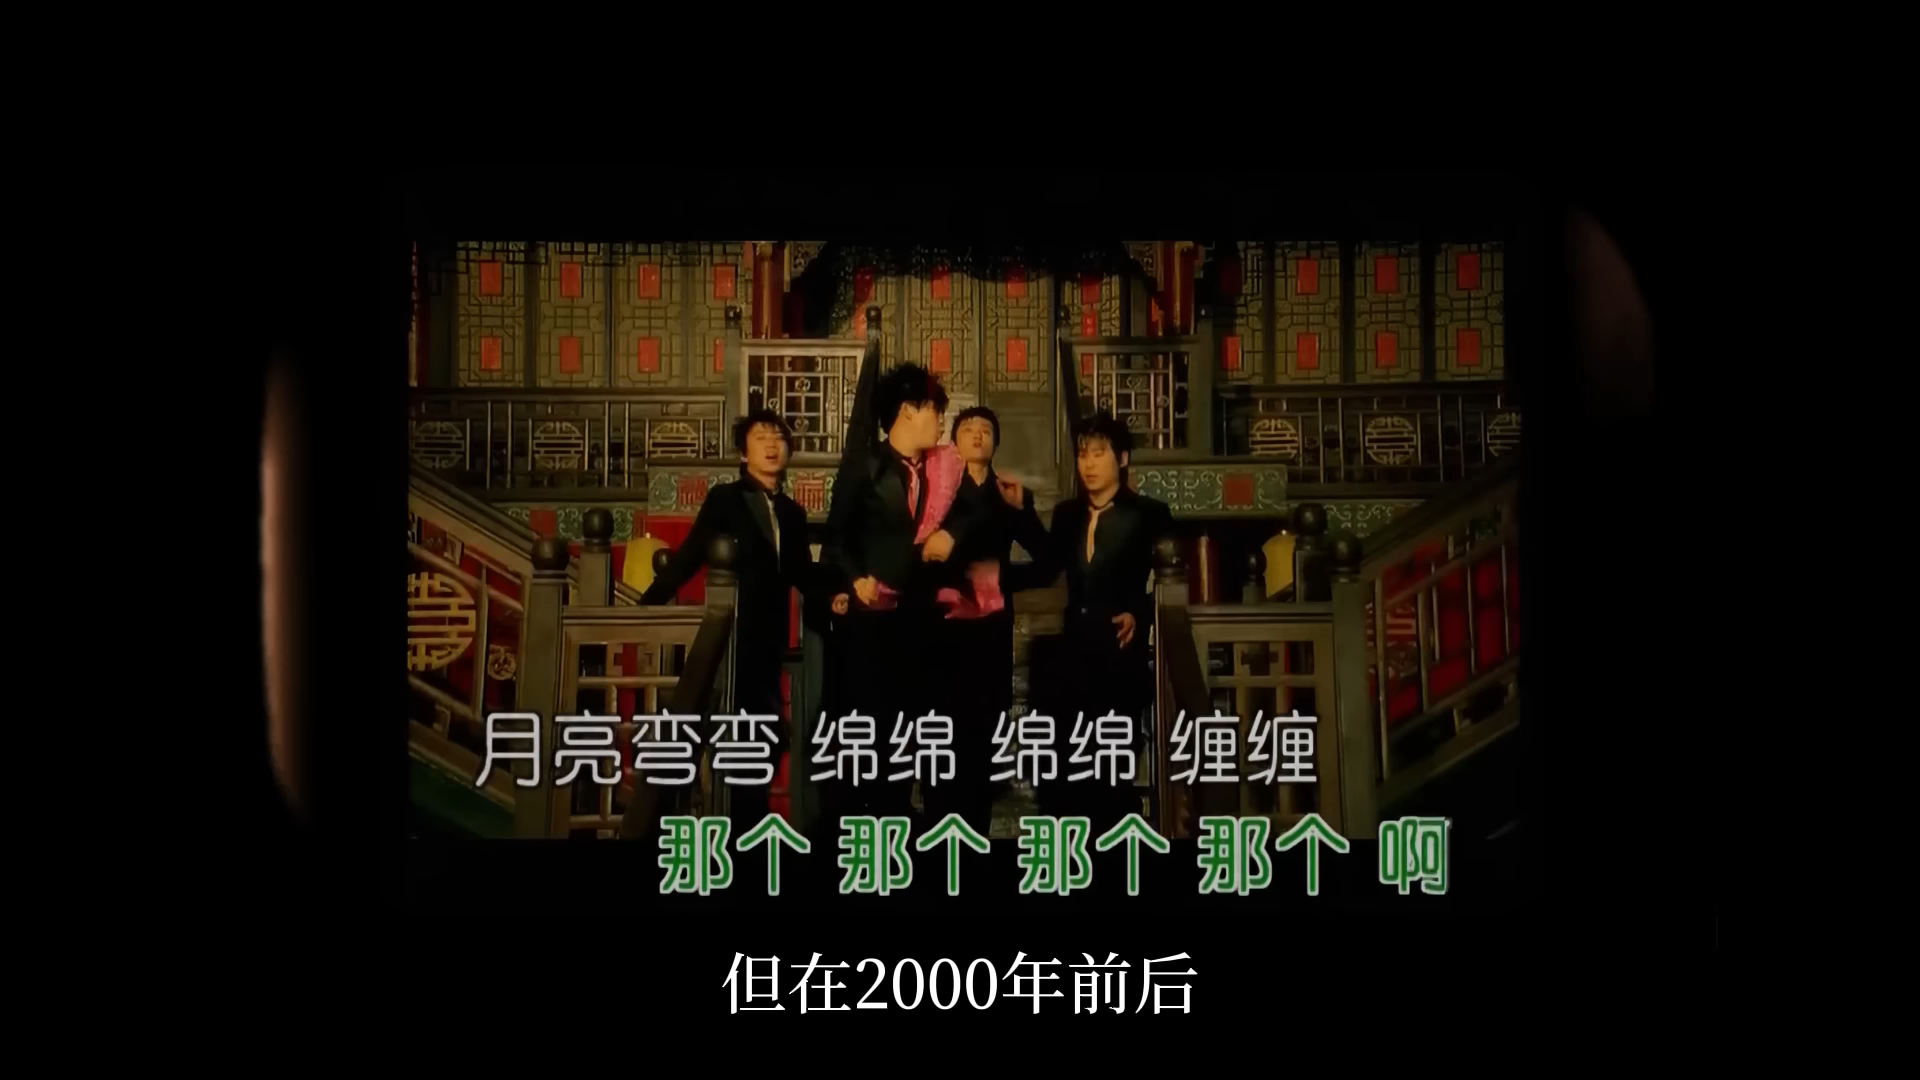 月亮弯弯 绵绵 绵绵 缠缠
那个 那个 那个 那个 啊
但在2000年前后